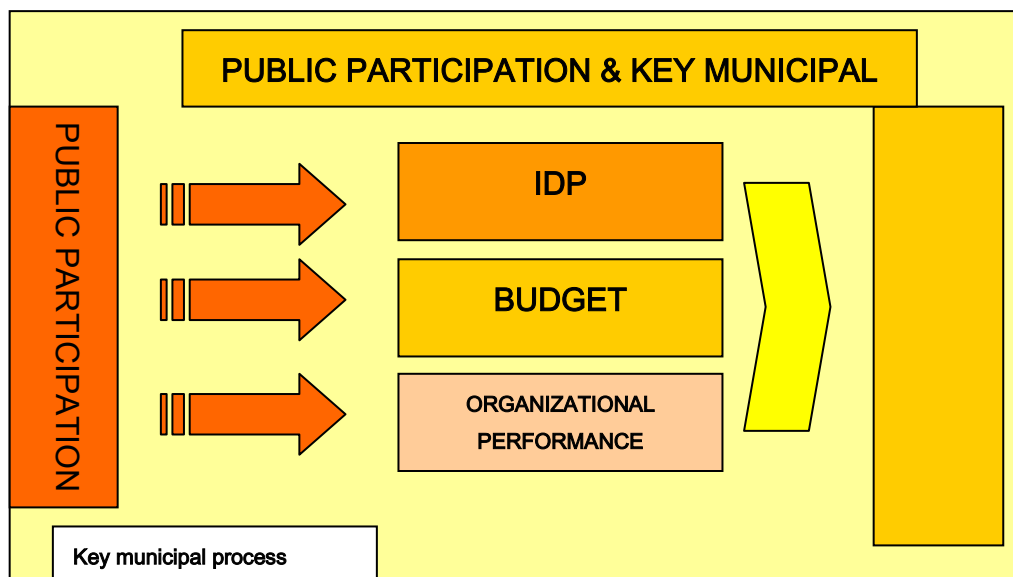 PUBLIC PARTICIPATION & KEY MUNICIPAL
PUBLIC PARTICIPATION
IDP
BUDGET
ORGANIZATIONAL
PERFORMANCE
Key municipal process